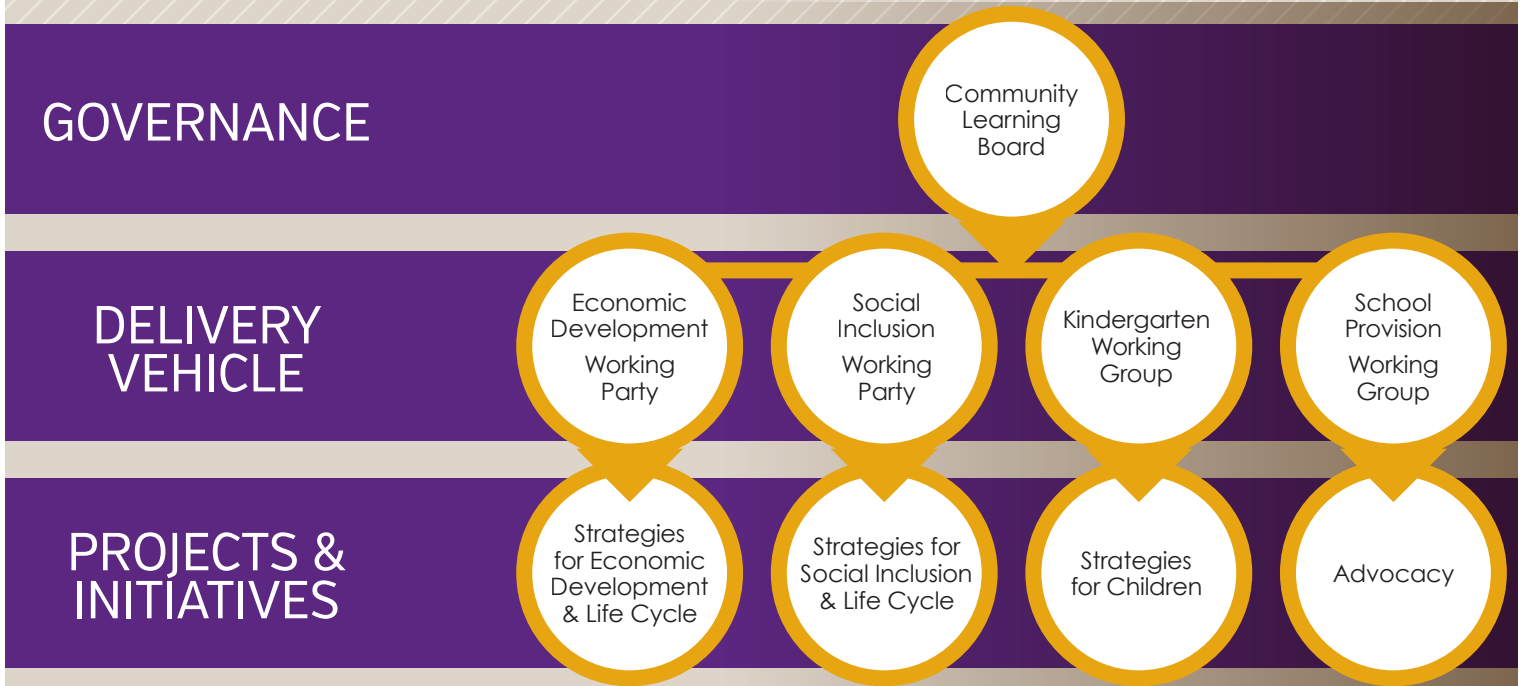 GOVERNANCE
Community
Learning
Board
DELIVERY
VEHICLE
Economic
Development
Working
Party
Social
Inclusion
Working
Party
Kindergarten
Working
Group
School
Provision
Working
Group
PROJECTS &
INITIATIVES
Strategies
for Economic
Development
& Life Cycle
Strategies for
Social Inclusion
& Life Cycle
Strategies
for Children
Advocacy